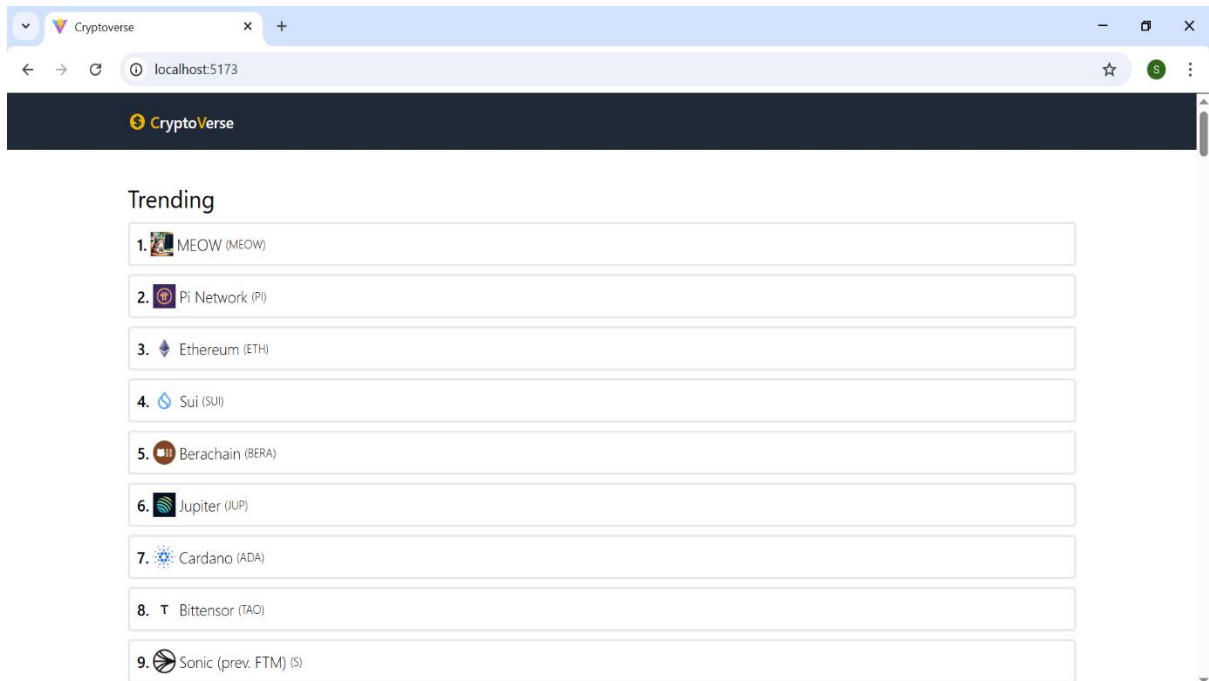 Cryptoverse
localhost:5173
S
CryptoVerse
Trending
1. MEOW (MEOW)
2. Pi Network (PI)
3. Ethereum (ETH)
4. Sui (SUI)
5. Berachain (BERA)
6. Jupiter (JUP)
7. Cardano (ADA)
8. T Bittensor (TAO)
9. Sonic (prev. FTM) (S)